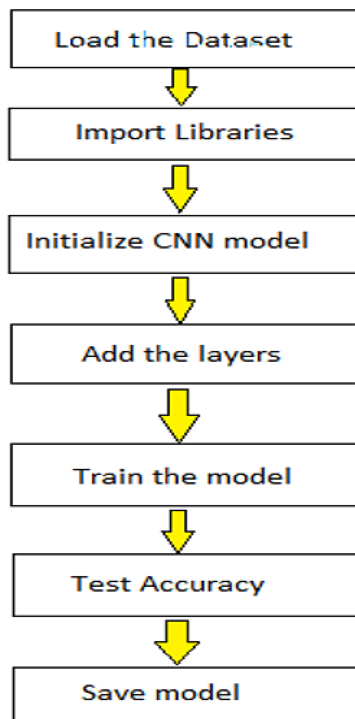 Load the Dataset
Import Libraries
Initialize CNN model
Add the layers
Train the model
Test Accuracy
Save model